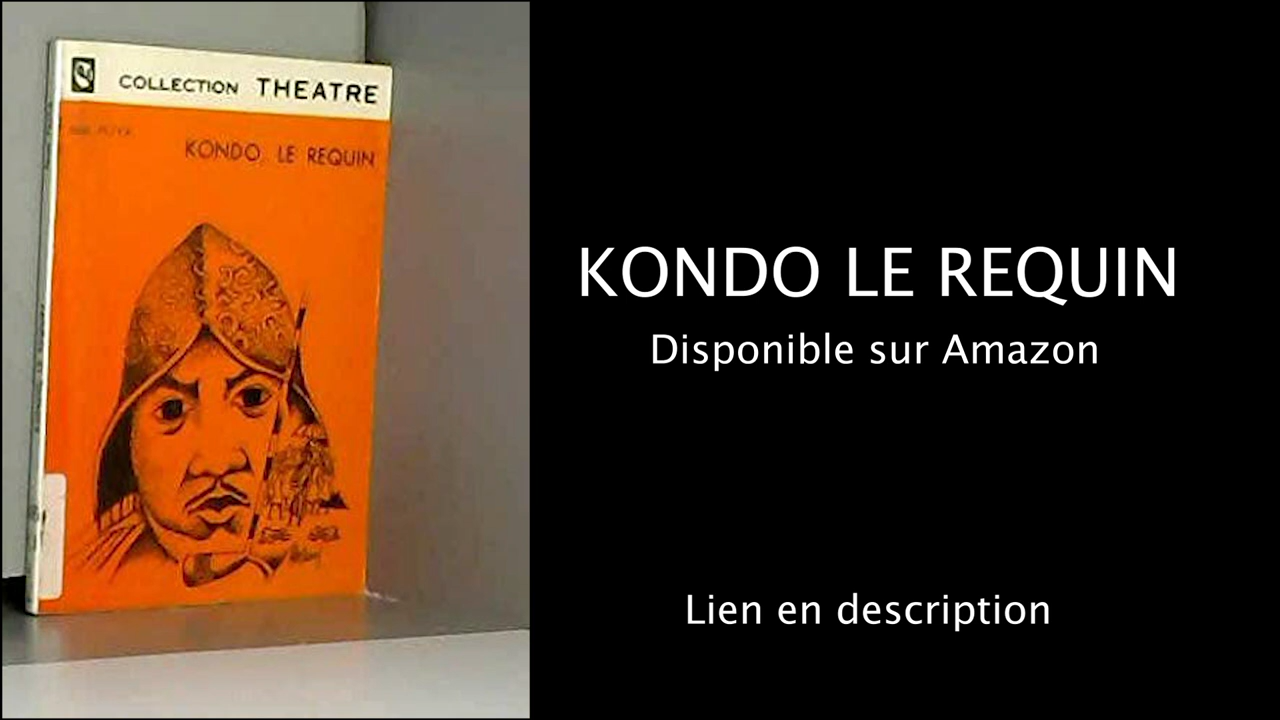 COLLECTION THEATRE
KONDO LE REQUIN
KONDO LE REQUIN
Disponible sur Amazon
Lien en description